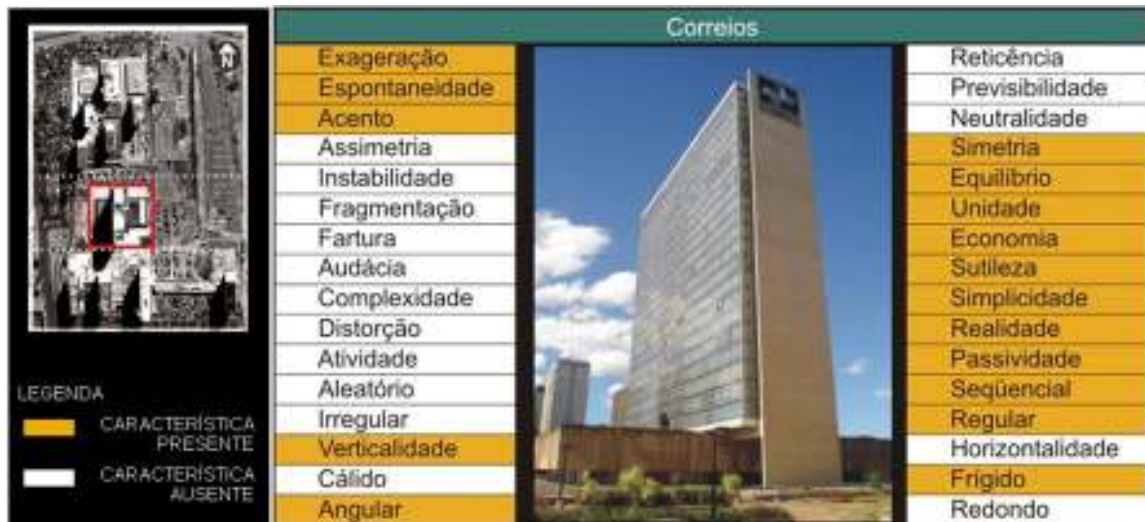 Correios
N
LEGENDA
CARACTERÍSTICA
PRESENTE
CARACTERÍSTICA
AUSENTE
Exageração
Espontaneidade
Acento
Assimetria
Instabilidade
Fragmentação
Fartura
Audácia
Complexidade
Distorção
Atividade
Aleatório
Irregular
Verticalidade
Cálido
Angular
Reticência
Previsibilidade
Neutralidade
Simetria
Equilíbrio
Unidade
Economia
Sutileza
Simplicidade
Realidade
Passividade
Seqüencial
Regular
Horizontalidade
Frígido
Redondo